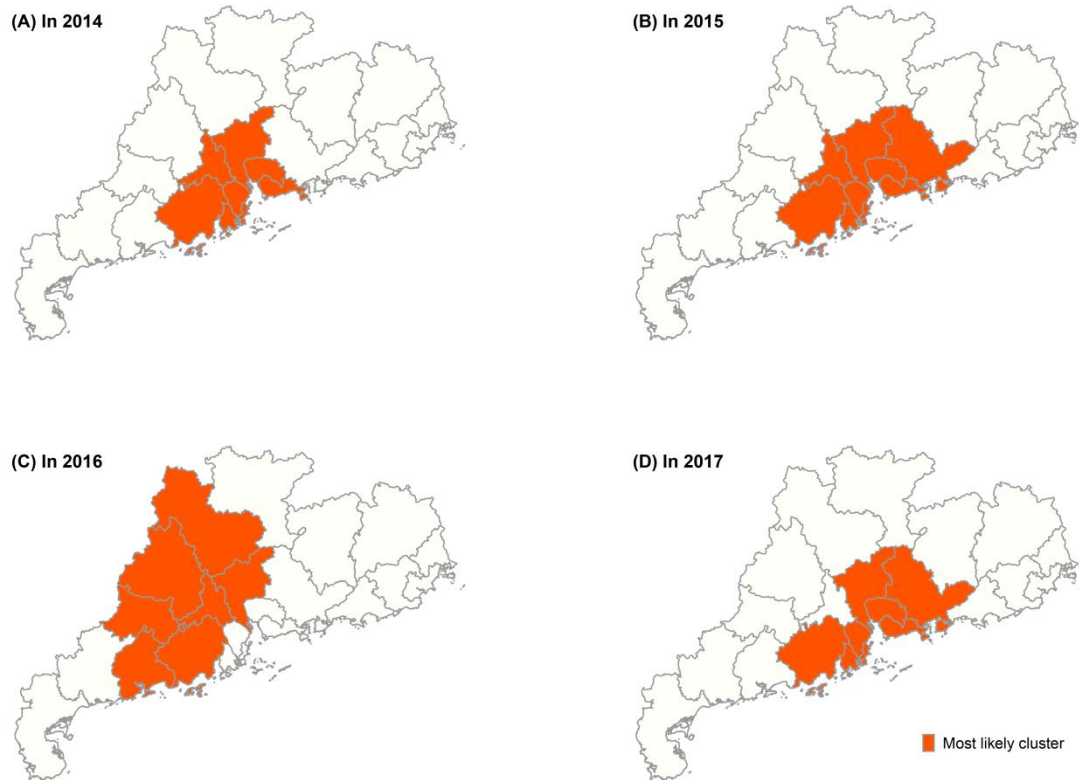 (A) In 2014
(B) In 2015
(C) In 2016
(D) In 2017
Most likely cluster